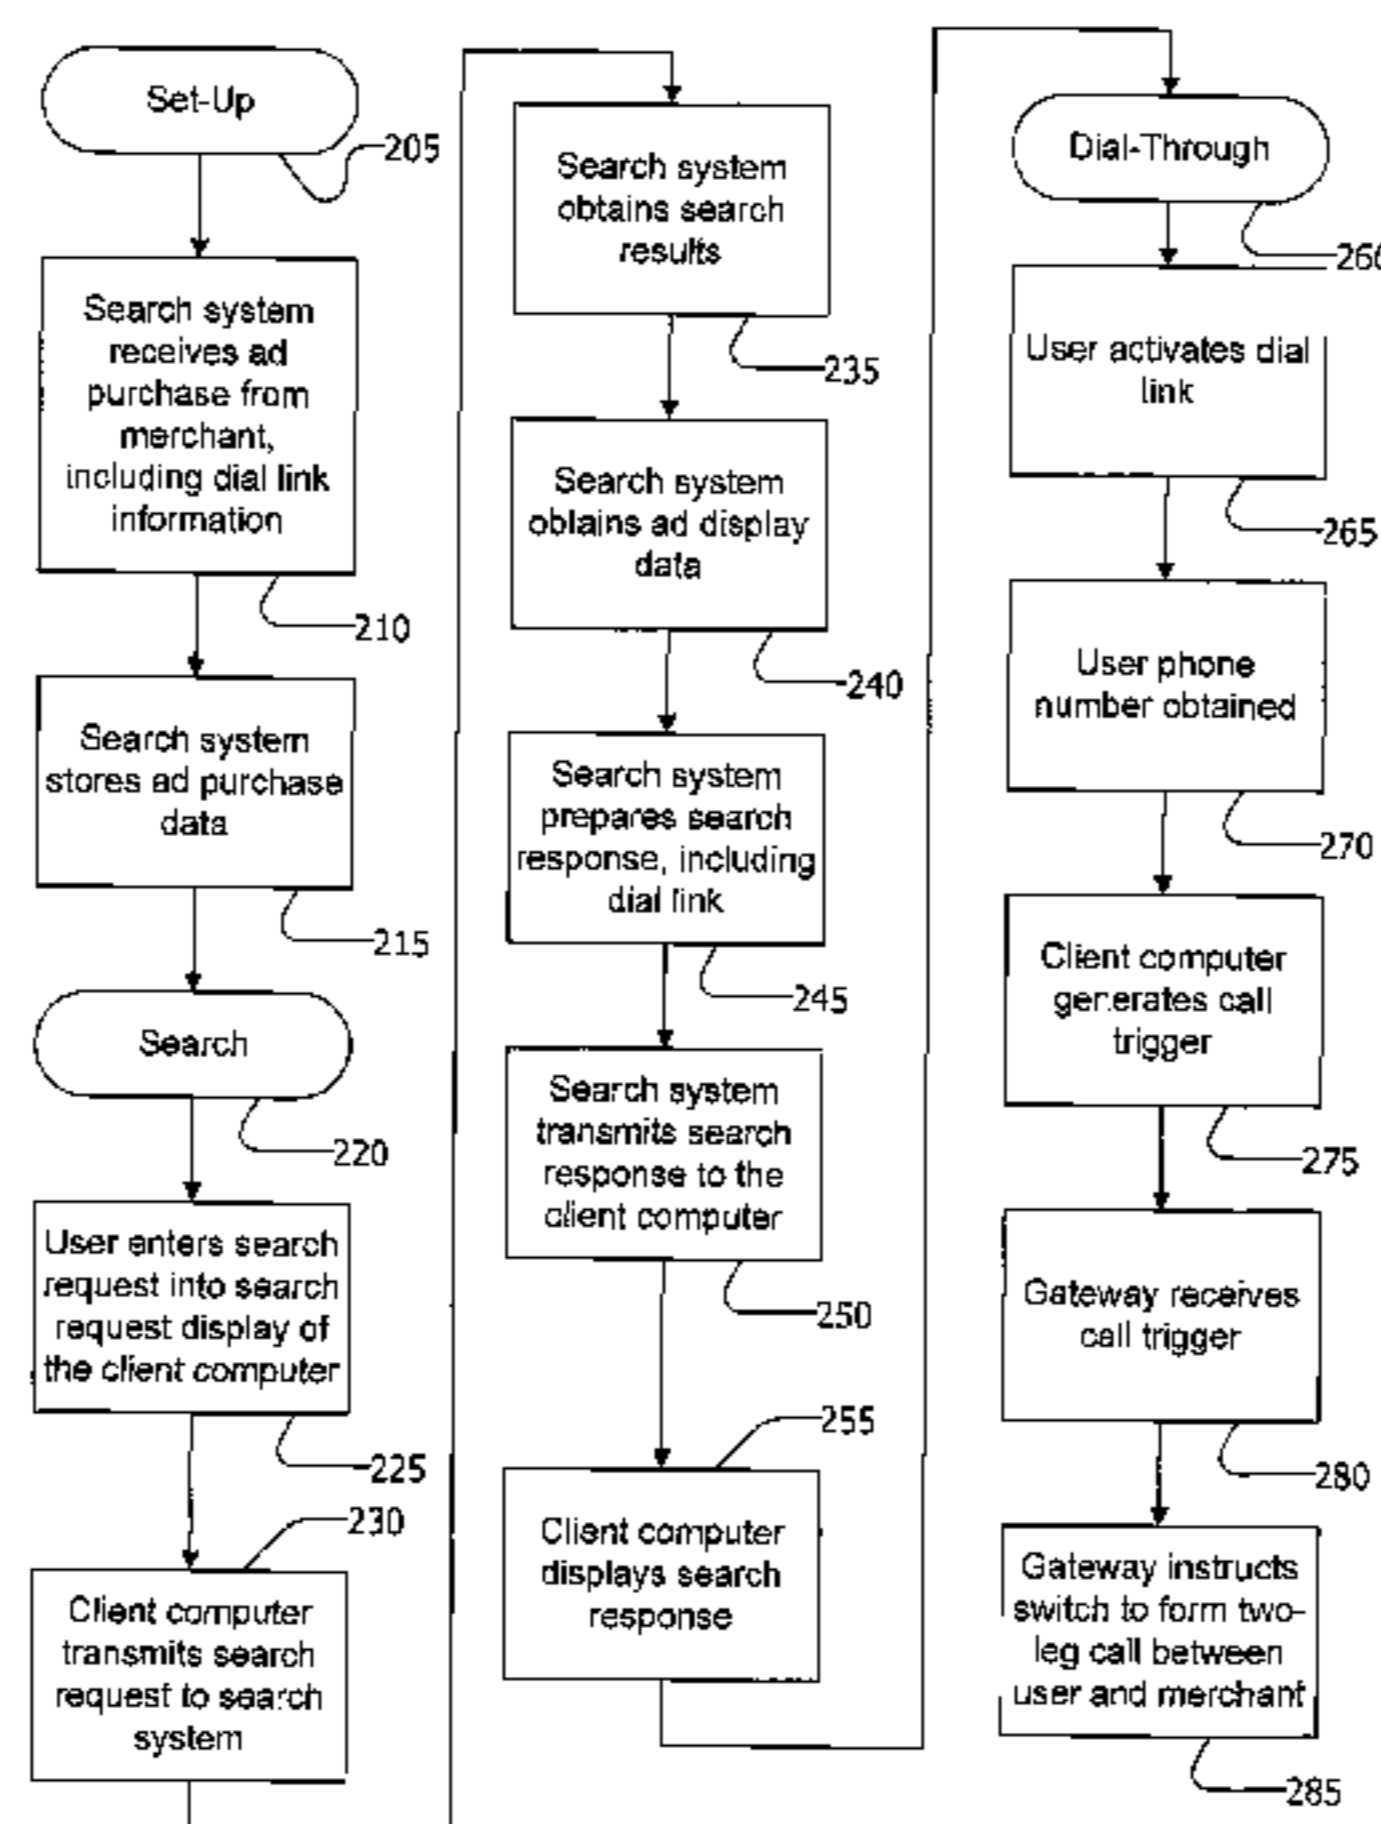 Set-Up
205
Search system
receives ad
purchase from
merchant,
including dial link
information
210
Search system
stores ad purchase
data
215
Search
220
User enters search
request into search
request display of
the client computer
225
230
Client computer
transmits search
request to search
system
Search system
obtains search
results
235
Search system
obtains ad display
data
240
Search system
prepares search
response, including
dial link
245
Search system
transmits search
response to the
client computer
250
255
Client computer
displays search
response
Dial-Through
260
User activates dial
link
265
User phone
number obtained
270
Client computer
generates call
trigger
275
Gateway receives
call trigger
280
Gateway instructs
switch to form two-
leg call between
user and merchant
285